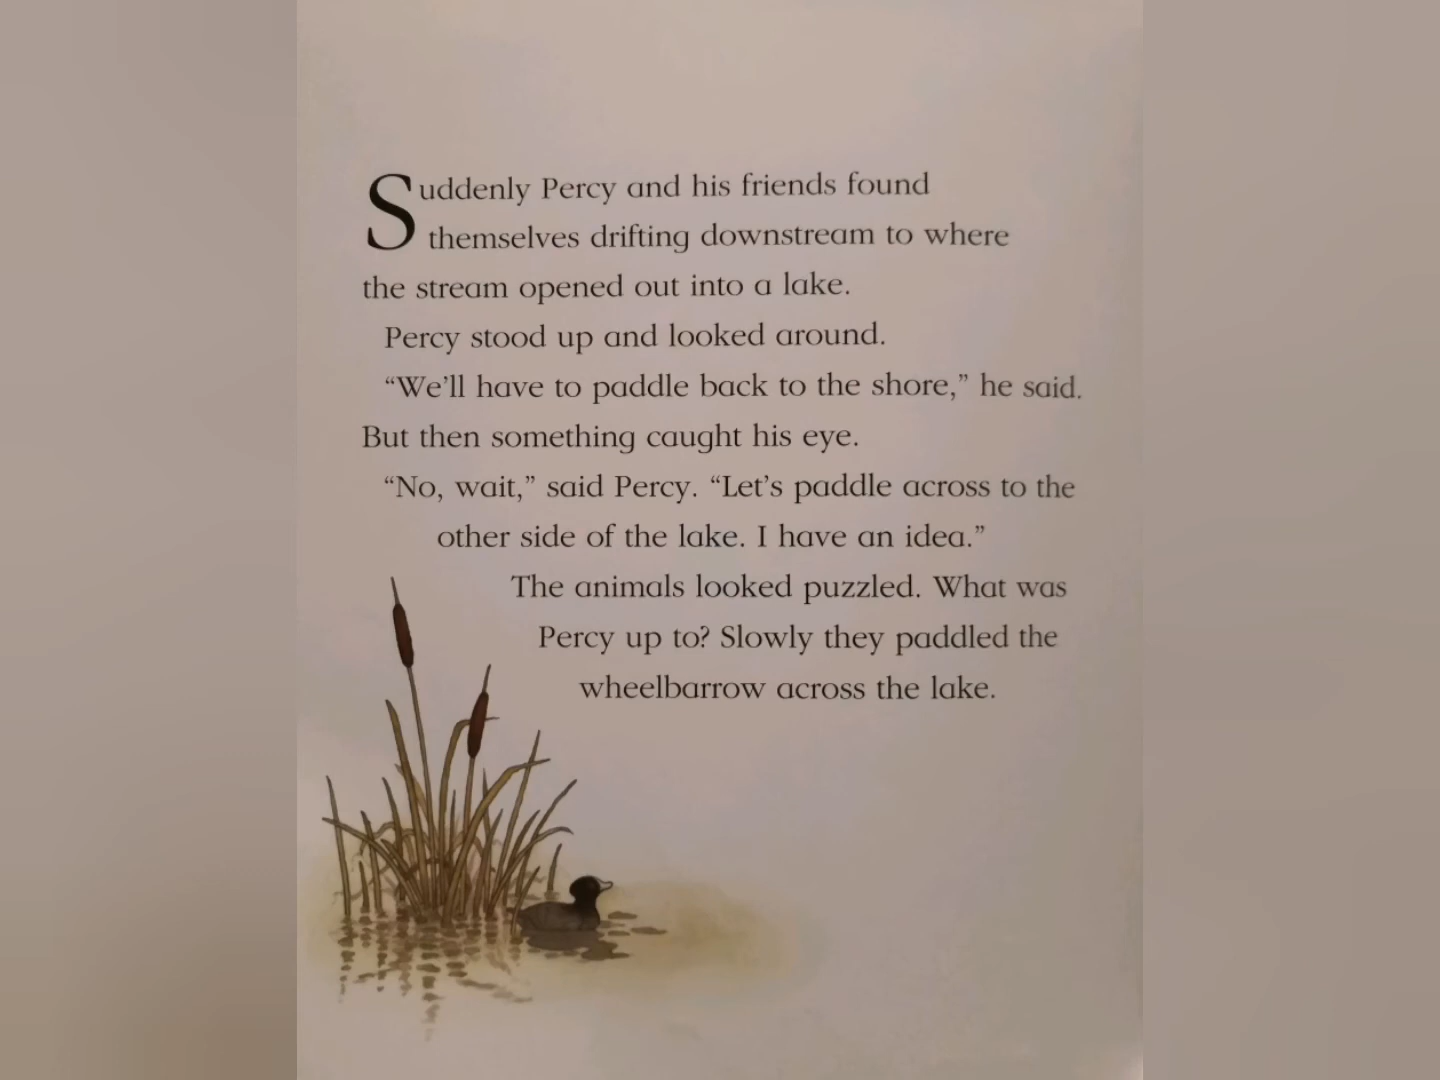 Suddenly Percy and his friends found
themselves drifting downstream to where
the stream opened out into a lake.
Percy stood up and looked around.
“We’ll have to paddle back to the shore,” he said.
But then something caught his eye.
“No, wait,” said Percy. “Let’s paddle across to the
other side of the lake. I have an idea.”
The animals looked puzzled. What was
Percy up to? Slowly they paddled the
wheelbarrow across the lake.